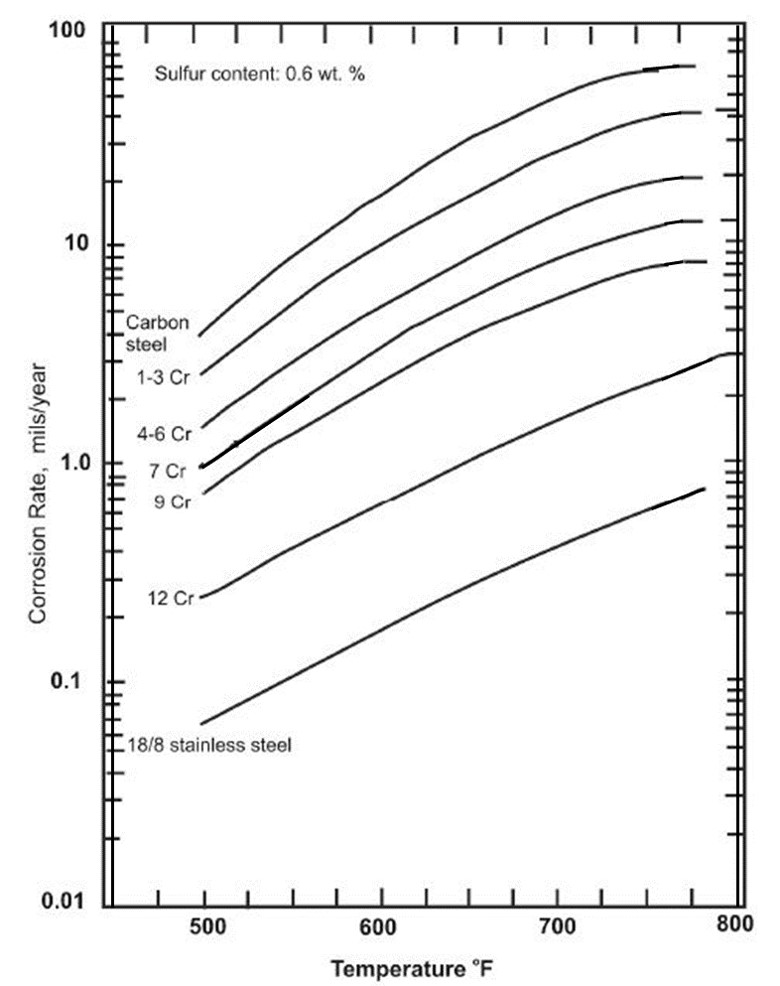 100
Sulfur content: 0.6 wt. %
10
Carbon
steel
1-3 Cr
4-6 Cr
1.0
7 Cr
9 Cr
12 Cr
0.1
18/8 stainless steel
0.01
500 600 700 800
Temperature °F
Corrosion Rate, mils/year